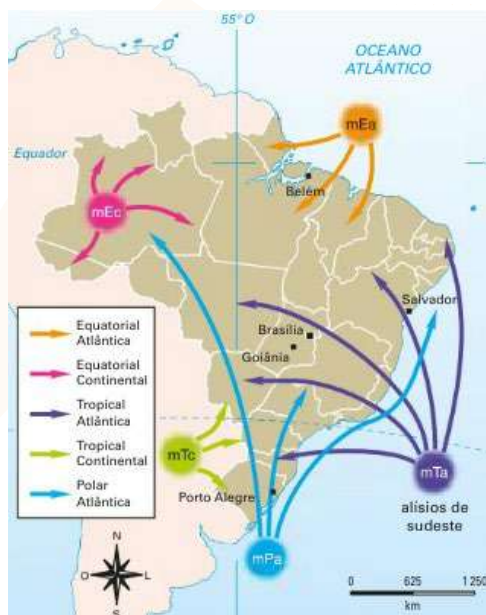 55° O
OCEANO
ATLÂNTICO
mEa
Equador
Belém
mEc
Salvador
Brasília
Goiânia
Equatorial
Atlântica
Equatorial
Continental
Tropical
Atlântica
Tropical
Continental
Polar
Atlântica
mTc
mTa
alísios de
sudeste
Porto Alegre
mPa
N
O L
S
0 625 1 250
km